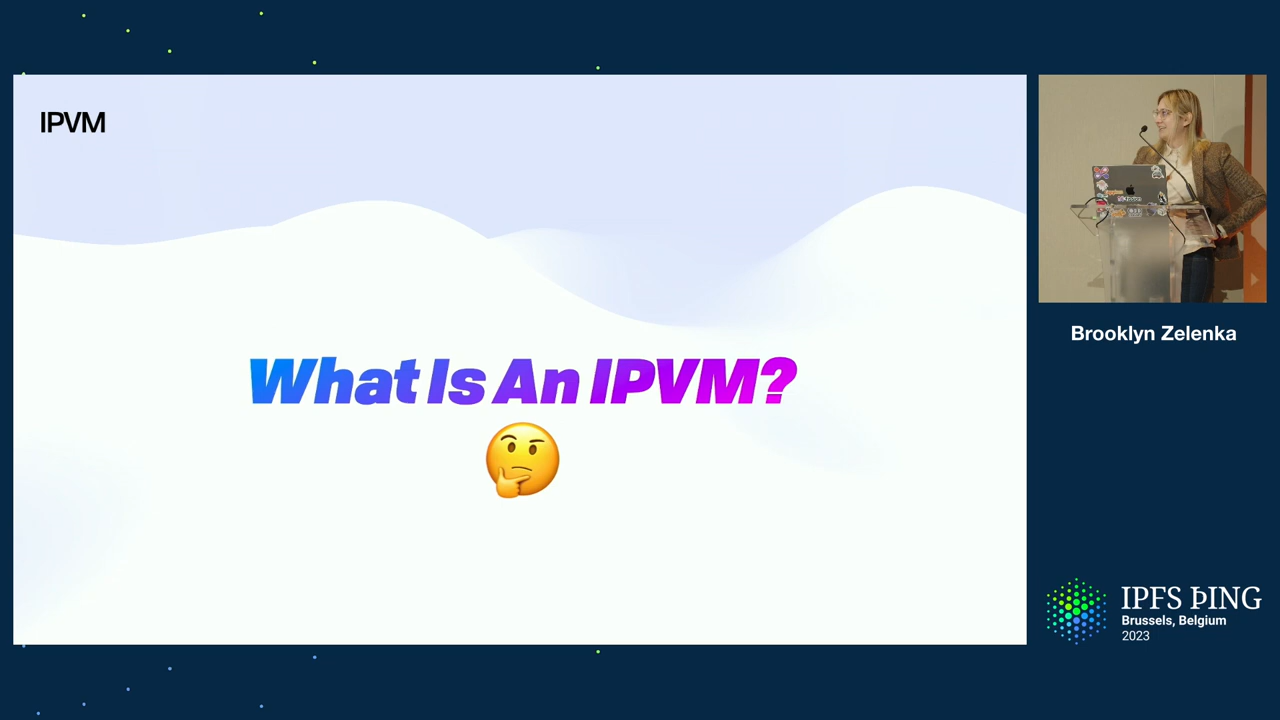 IPVM
What Is An IPVM?
Brooklyn Zelenka
IPFS ÞING
Brussels, Belgium
2023